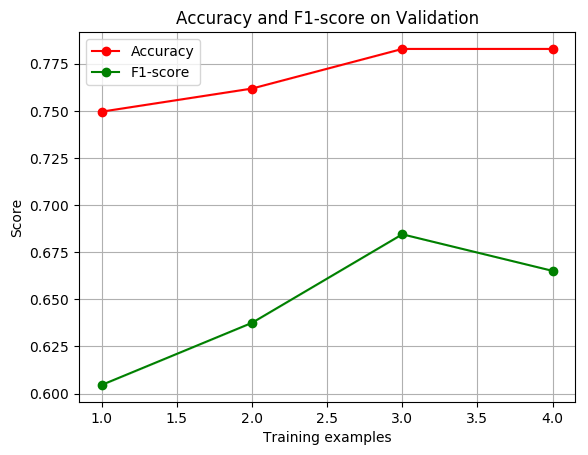 Accuracy and F1-score on Validation
Accuracy
F1-score
0.775
0.750
0.725
0.700
0.675
0.650
0.625
0.600
Score
1.0 1.5 2.0 2.5 3.0 3.5 4.0
Training examples